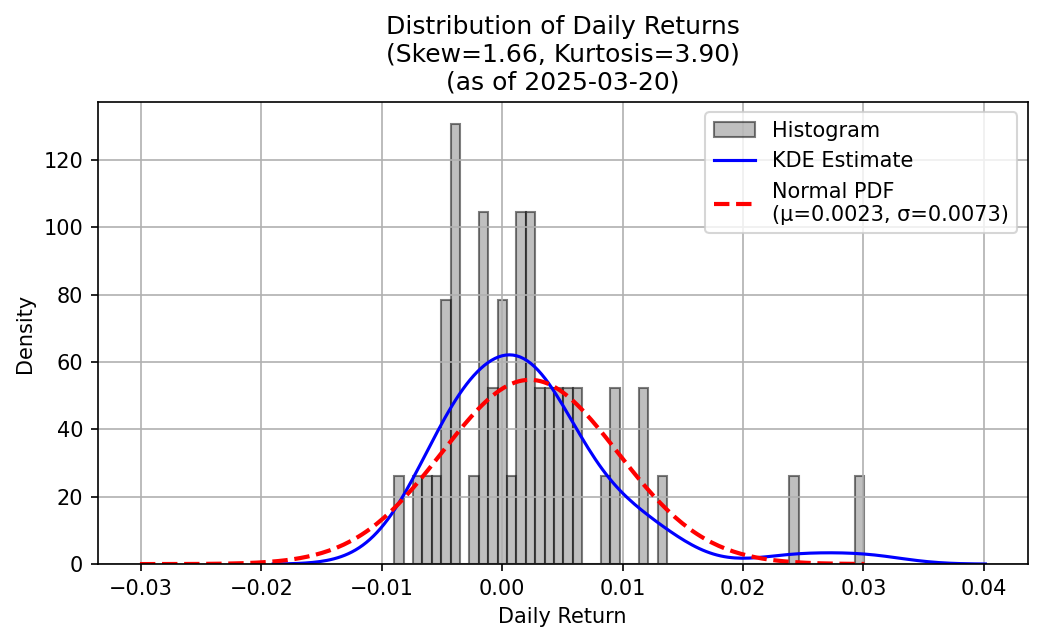 Distribution of Daily Returns
(Skew=1.66, Kurtosis=3.90)
(as of 2025-03-20)
Histogram
KDE Estimate
Normal PDF
(μ=0.0023, σ=0.0073)
Density
120
100
80
60
40
20
0
−0.03
−0.02
−0.01
0.00
0.01
0.02
0.03
0.04
Daily Return